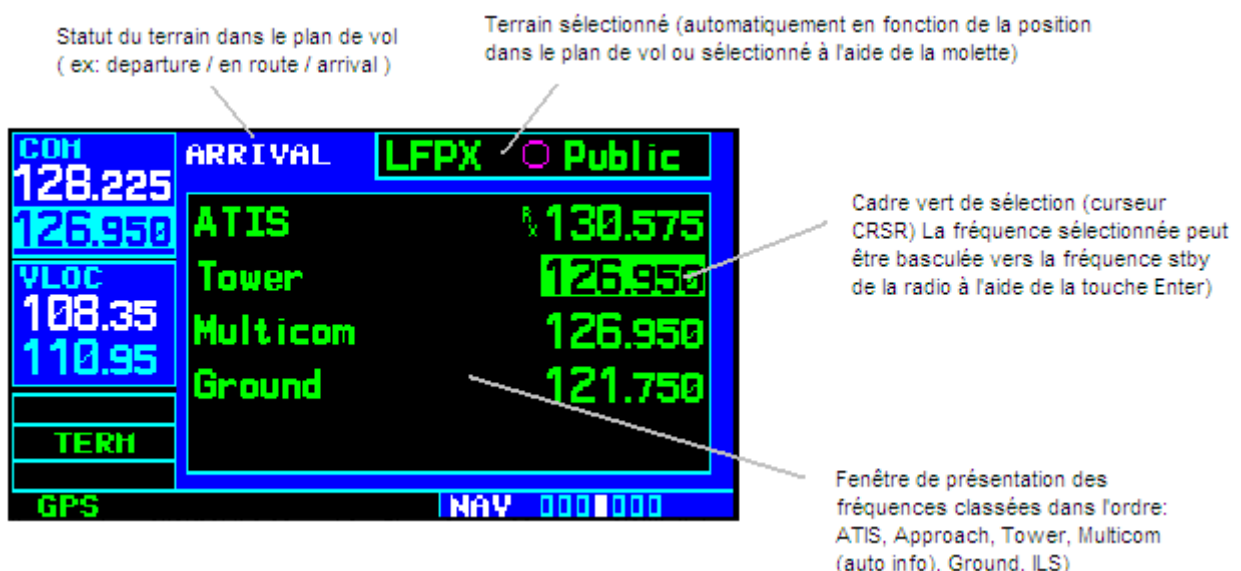 Statut du terrain dans le plan de vol
( ex: departure / en route / arrival )
Terrain sélectionné (automatiquement en fonction de la position
dans le plan de vol ou sélectionné à l'aide de la molette)
COM
128.225
126.950
VLOC
108.35
110.95
TERM
GPS
ARRIVAL
LFPX Public
ATIS Rx 130.575
Tower 126.950
Multicom 126.950
Ground 121.750
NAV
Cadre vert de sélection (curseur
CRSR) La fréquence sélectionnée peut
être basculée vers la fréquence stby
de la radio à l'aide de la touche Enter)
Fenêtre de présentation des
fréquences classées dans l'ordre:
ATIS, Approach, Tower, Multicom
(auto info), Ground, ILS)